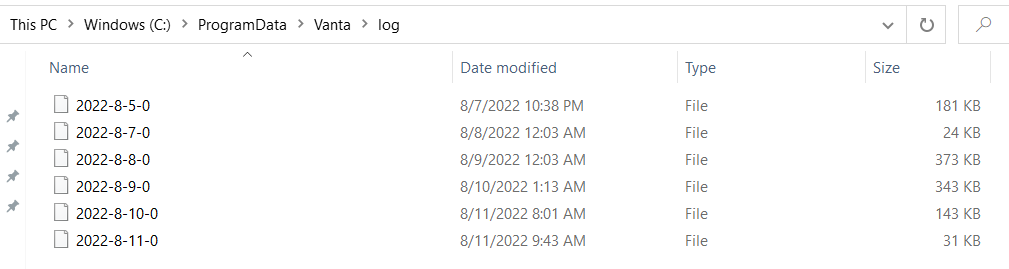 This PC > Windows (C:) > ProgramData > Vanta > log
Name Date modified Type Size
2022-8-5-0 8/7/2022 10:38 PM File 181 KB
2022-8-7-0 8/8/2022 12:03 AM File 24 KB
2022-8-8-0 8/9/2022 12:03 AM File 373 KB
2022-8-9-0 8/10/2022 1:13 AM File 343 KB
2022-8-10-0 8/11/2022 8:01 AM File 143 KB
2022-8-11-0 8/11/2022 9:43 AM File 31 KB